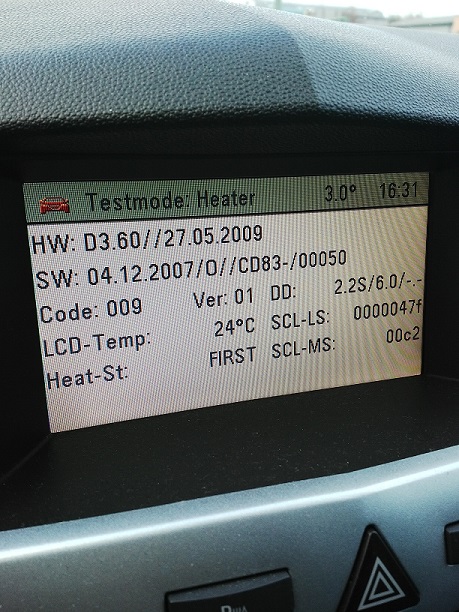 Testmode: Heater 3.0° 16:31
HW: D3.60//27.05.2009
SW: 04.12.2007/O//CD83-/00050
Code: 009 Ver: 01 DD: 2.2S/6.0/-.-
LCD-Temp: 24°C SCL-LS: 0000047f
Heat-St: FIRST SCL-MS: 00c2